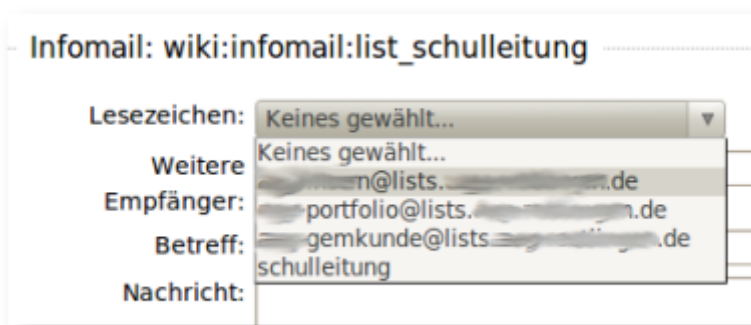 Infomail: wiki:infomail:list_schulleitung
Lesezeichen: Keines gewählt...
Keines gewählt...
n@lists. .de
Weitere
-portfolio@lists. .de
Empfänger:
-gemkunde@lists. .de
Betreff:
schulleitung
Nachricht: